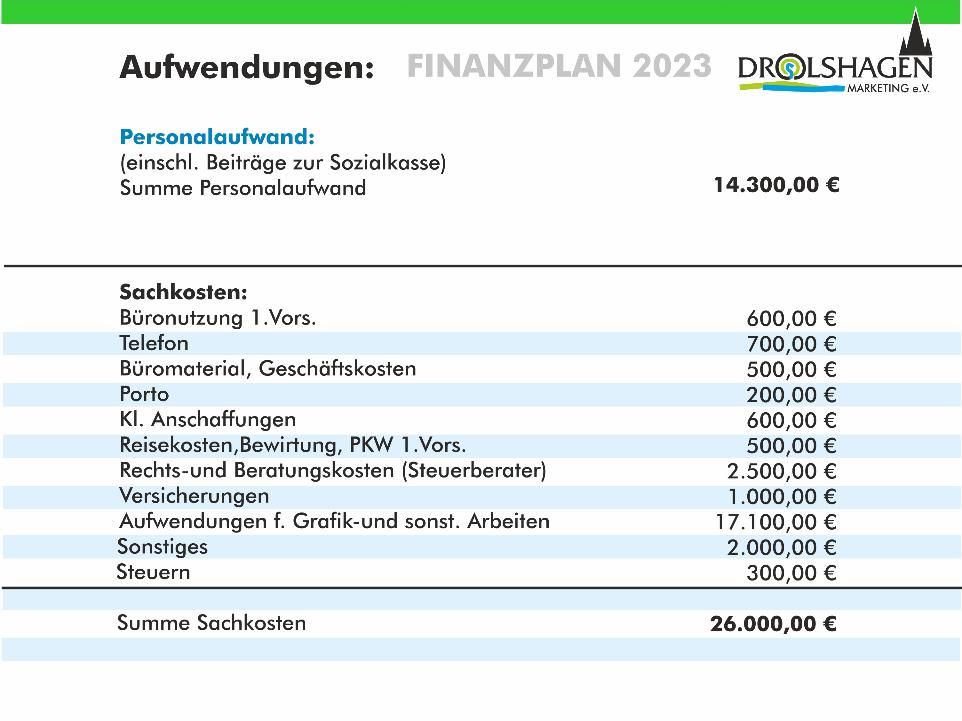 Aufwendungen: FINANZPLAN 2023
DROLSHAGEN
MARKETING e.V.
Personalaufwand:
(einschl. Beiträge zur Sozialkasse)
Summe Personalaufwand 14.300,00 €
Sachkosten:
Büronutzung 1.Vors. 600,00 €
Telefon 700,00 €
Büromaterial, Geschäftskosten 500,00 €
Porto 200,00 €
Kl. Anschaffungen 600,00 €
Reisekosten,Bewirtung, PKW 1.Vors. 500,00 €
Rechts-und Beratungskosten (Steuerberater) 2.500,00 €
Versicherungen 1.000,00 €
Aufwendungen f. Grafik-und sonst. Arbeiten 17.100,00 €
Sonstiges 2.000,00 €
Steuern 300,00 €
Summe Sachkosten 26.000,00 €